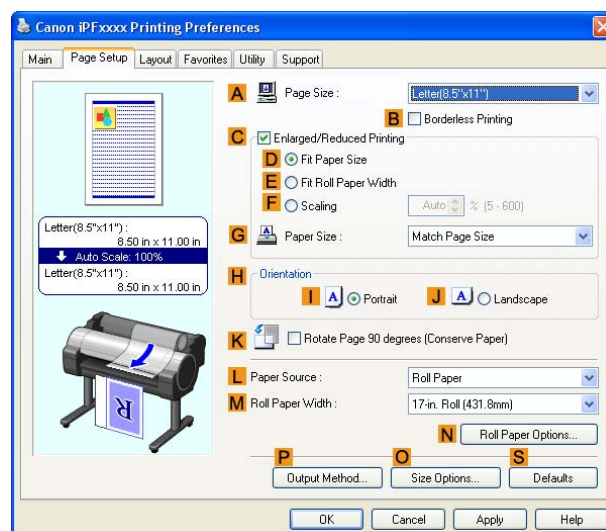 Canon iPFxxxx Printing Preferences
Main Page Setup Layout Favorites Utility Support
A Page Size : Letter(8.5"x11")
B Borderless Printing
C Enlarged/Reduced Printing
D Fit Paper Size
E Fit Roll Paper Width
F Scaling Auto % (5 - 600)
G Paper Size : Match Page Size
Letter(8.5"x11") :
8.50 in x 11.00 in
Auto Scale: 100%
Letter(8.5"x11") :
8.50 in x 11.00 in
H Orientation
I A Portrait J A Landscape
K Rotate Page 90 degrees (Conserve Paper)
R
L Paper Source : Roll Paper
M Roll Paper Width : 17-in. Roll (431.8mm)
N Roll Paper Options...
P O S
Output Method... Size Options... Defaults
OK Cancel Apply Help